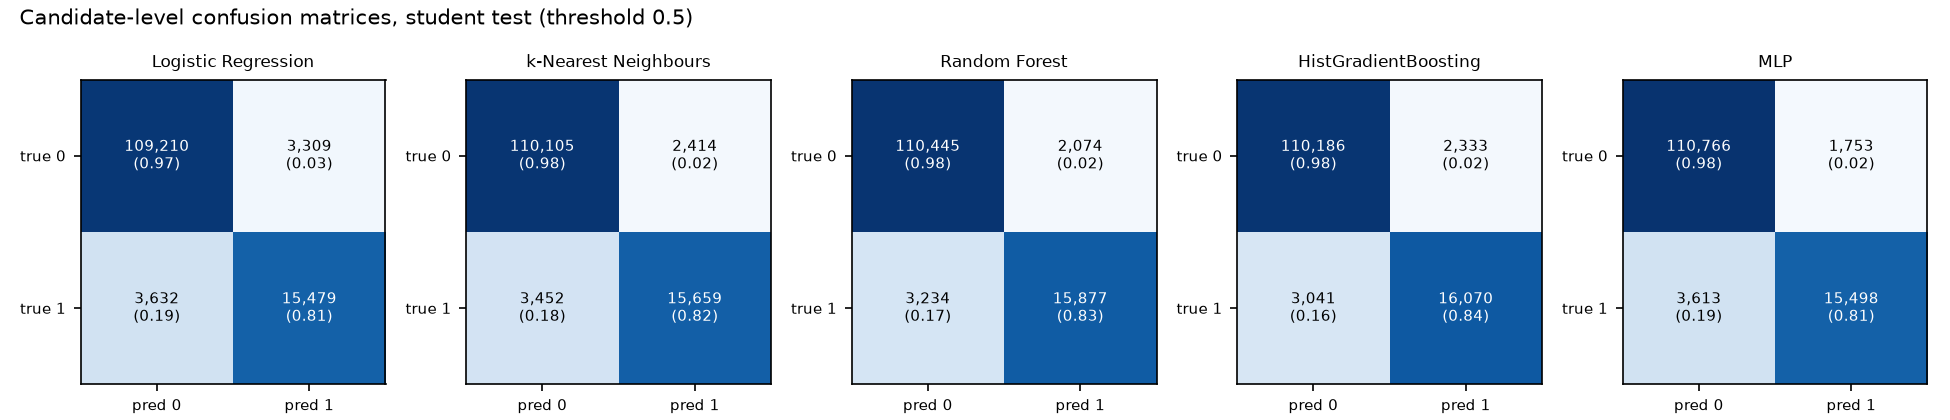 Candidate-level confusion matrices, student test (threshold 0.5)
Logistic Regression
true 0
109,210
(0.97)
3,309
(0.03)
true 1
3,632
(0.19)
15,479
(0.81)
pred 0
pred 1
k-Nearest Neighbours
true 0
110,105
(0.98)
2,414
(0.02)
true 1
3,452
(0.18)
15,659
(0.82)
pred 0
pred 1
Random Forest
true 0
110,445
(0.98)
2,074
(0.02)
true 1
3,234
(0.17)
15,877
(0.83)
pred 0
pred 1
HistGradientBoosting
true 0
110,186
(0.98)
2,333
(0.02)
true 1
3,041
(0.16)
16,070
(0.84)
pred 0
pred 1
MLP
true 0
110,766
(0.98)
1,753
(0.02)
true 1
3,613
(0.19)
15,498
(0.81)
pred 0
pred 1